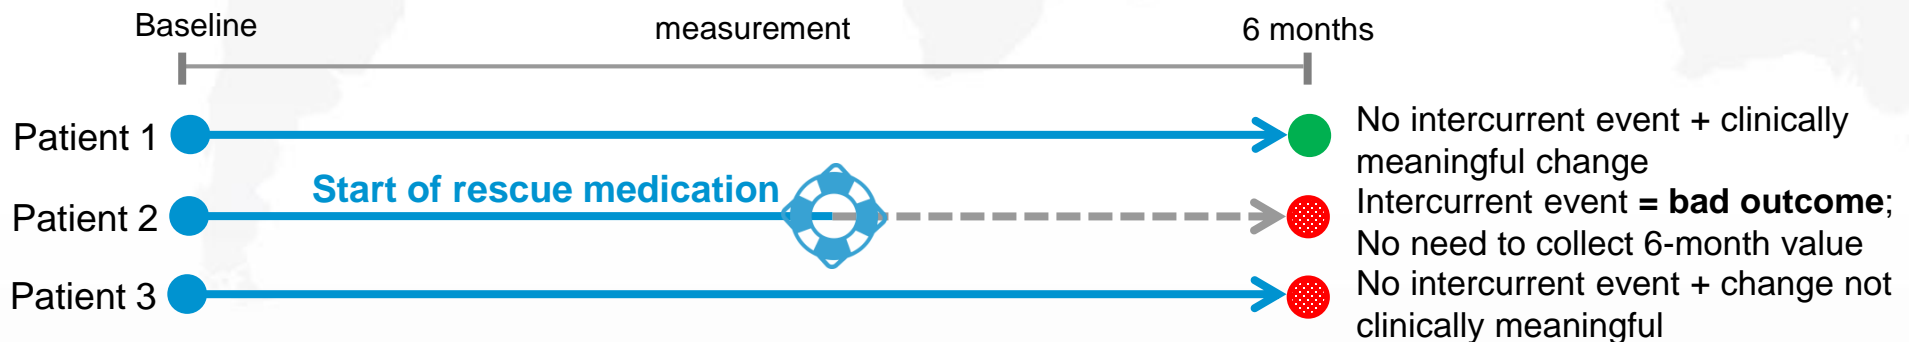 Baseline
measurement
6 months
Patient 1
No intercurrent event + clinically
meaningful change
Start of rescue medication
Patient 2
Intercurrent event = bad outcome;
No need to collect 6-month value
Patient 3
No intercurrent event + change not
clinically meaningful